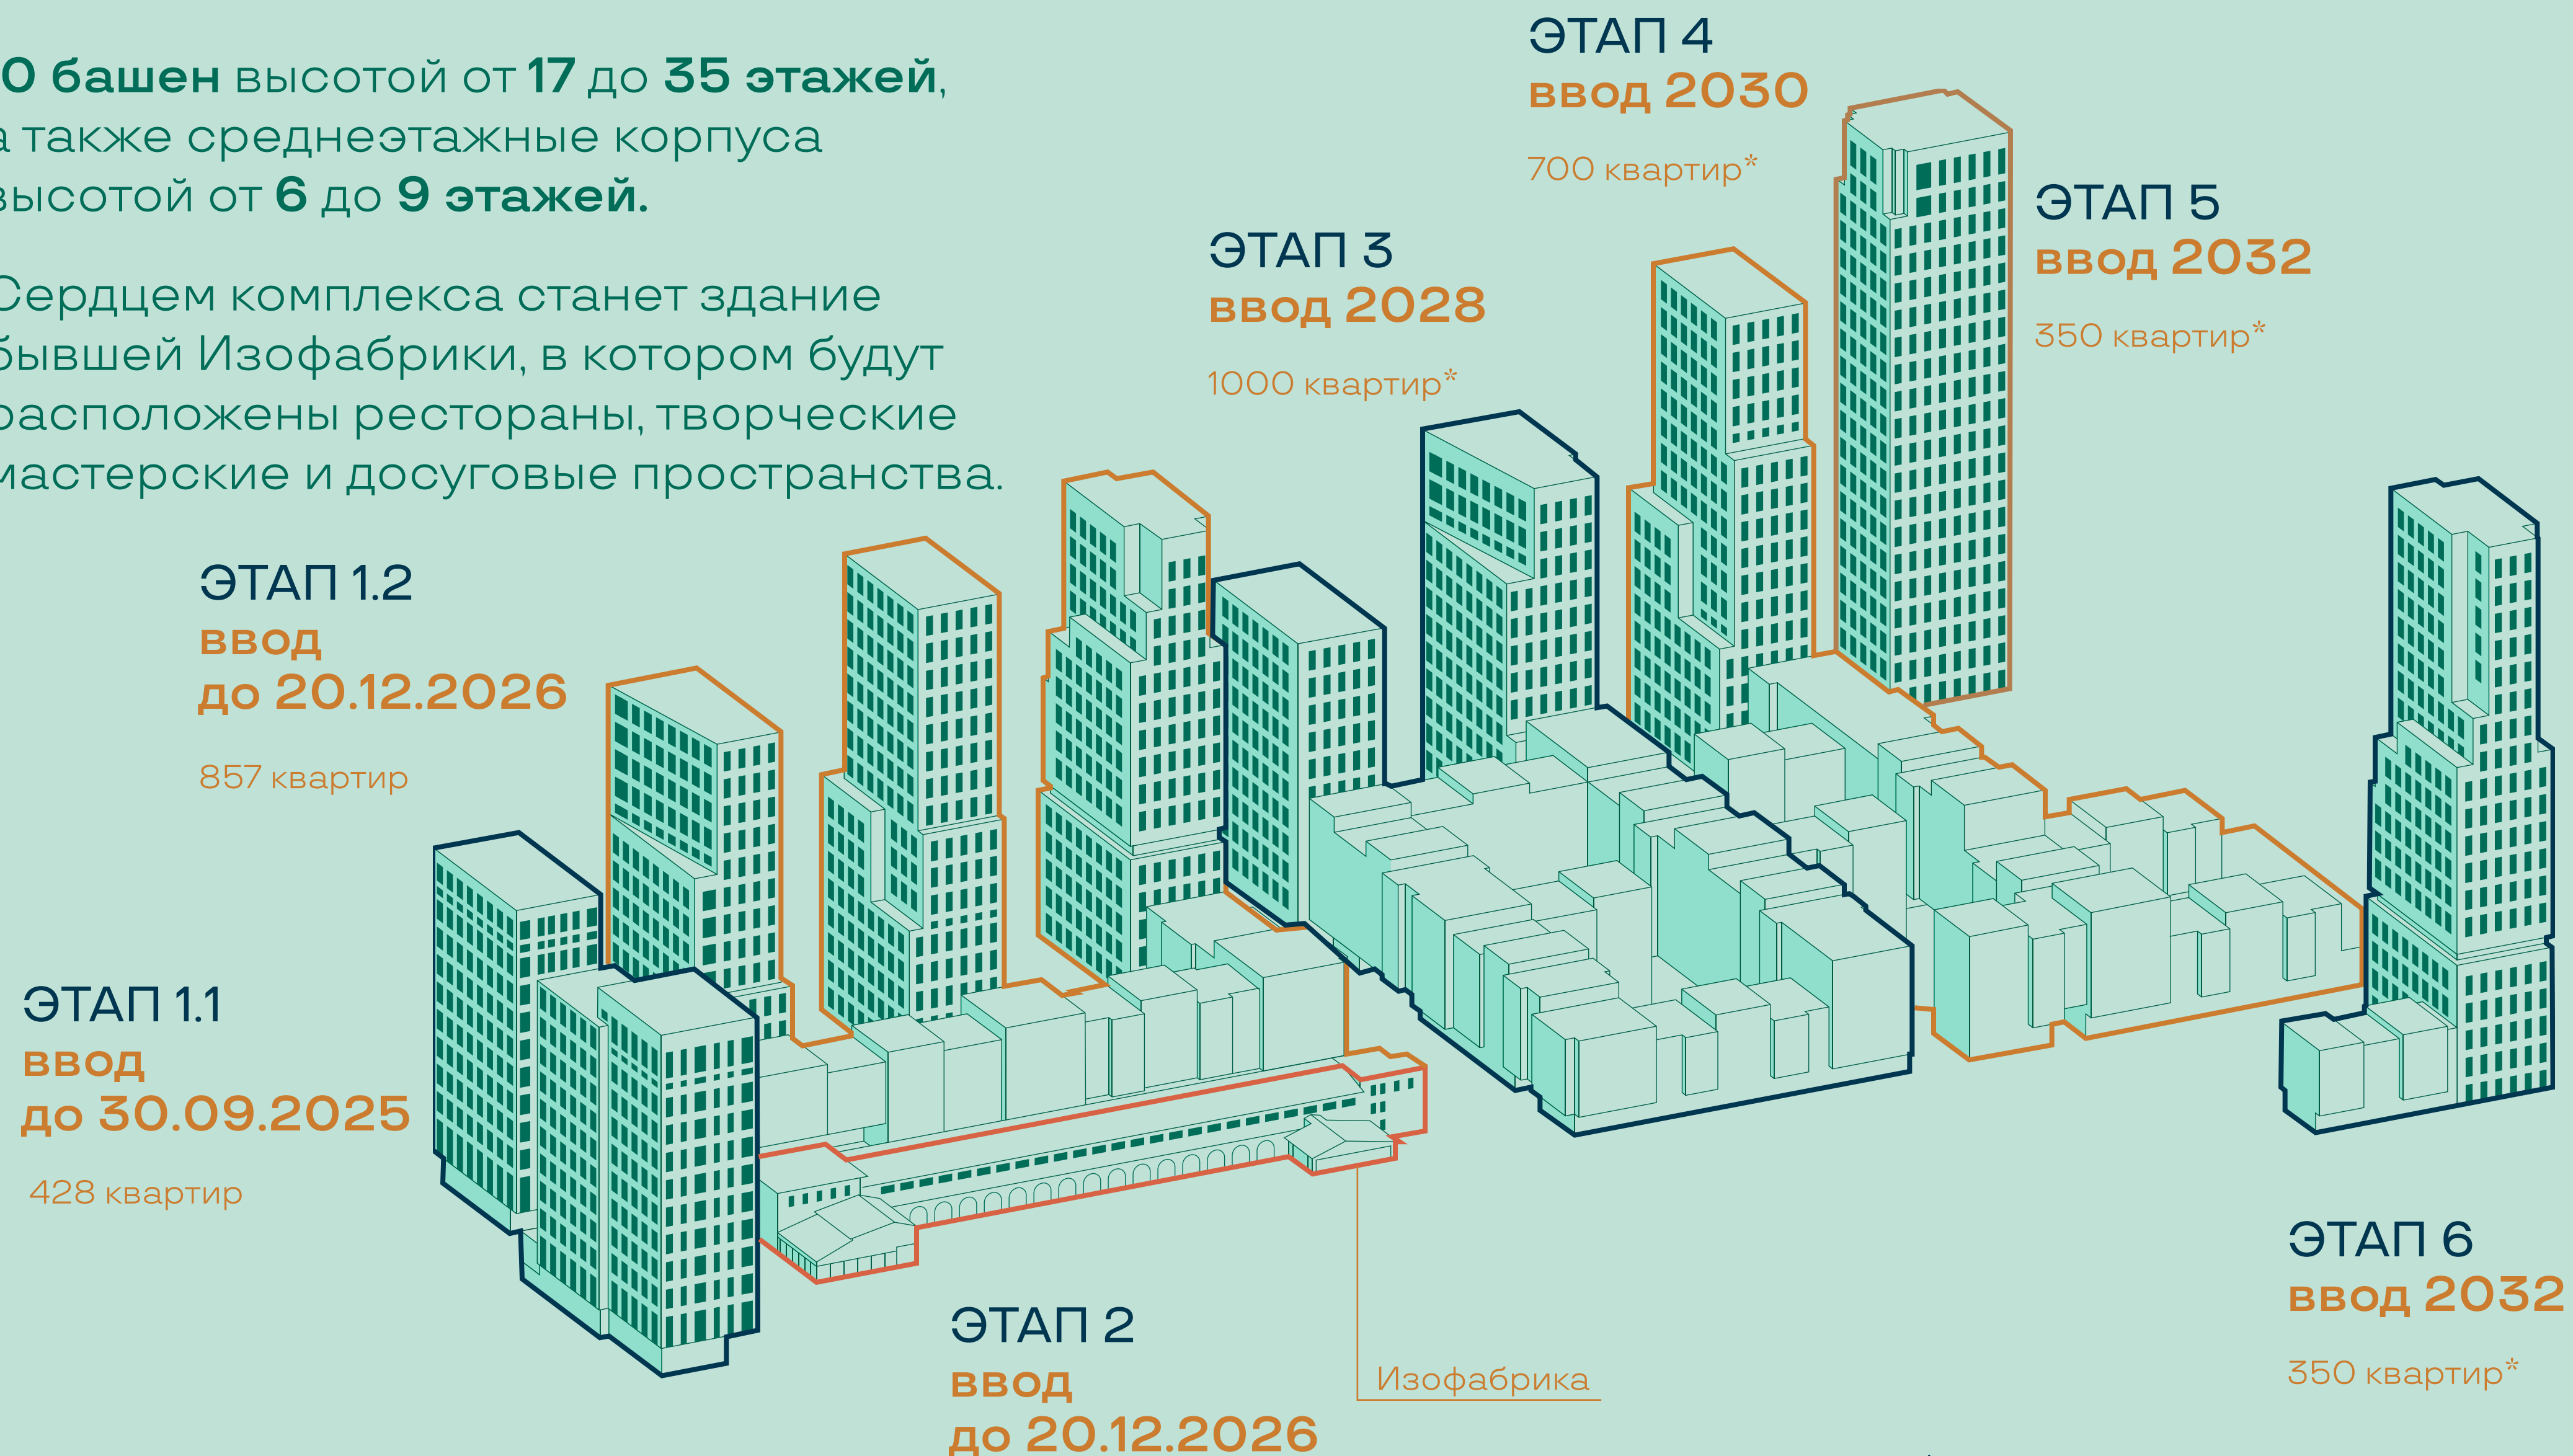 0 башен высотой от 17 до 35 этажей,
а также среднеэтажные корпуса
высотой от 6 до 9 этажей.
Сердцем комплекса станет здание
бывшей Изофабрики, в котором будут
расположены рестораны, творческие
мастерские и досуговые пространства.
ЭТАП 4
ввод 2030
700 квартир*
ЭТАП 5
ввод 2032
350 квартир*
ЭТАП 3
ввод 2028
1000 квартир*
ЭТАП 1.2
ввод
до 20.12.2026
857 квартир
ЭТАП 1.1
ввод
до 30.09.2025
428 квартир
ЭТАП 2
ввод
до 20.12.2026
Изофабрика
ЭТАП 6
ввод 2032
350 квартир*